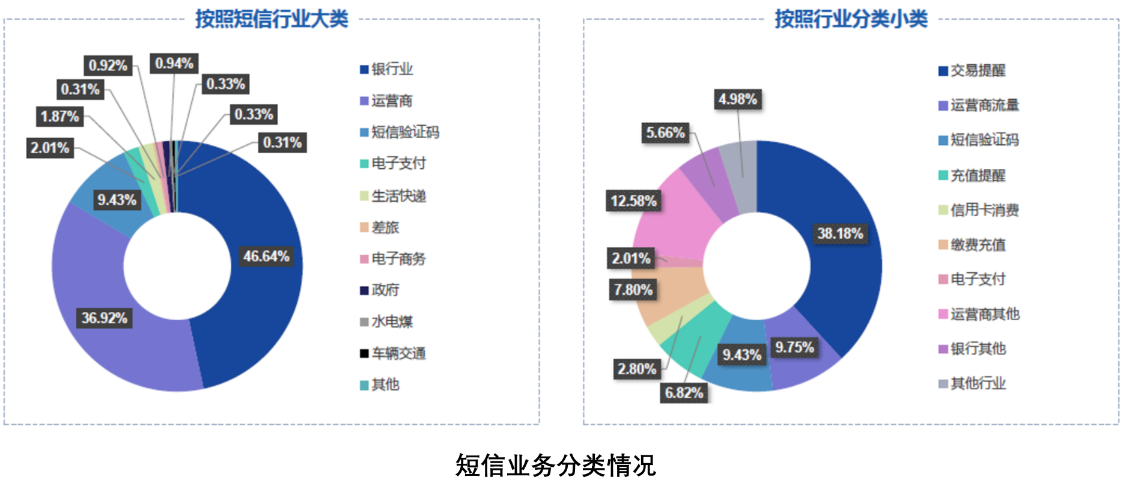 按照短信行业大类
0.92%
0.94%
0.31%
0.33%
1.87%
0.33%
2.01%
0.31%
9.43%
46.64%
36.92%
银行业
运营商
短信验证码
电子支付
生活快递
差旅
电子商务
政府
水电煤
车辆交通
其他
按照行业分类小类
4.98%
5.66%
12.58%
38.18%
2.01%
7.80%
9.75%
9.43%
2.80%
6.82%
交易提醒
运营商流量
短信验证码
充值提醒
信用卡消费
缴费充值
电子支付
运营商其他
银行其他
其他行业
短信业务分类情况